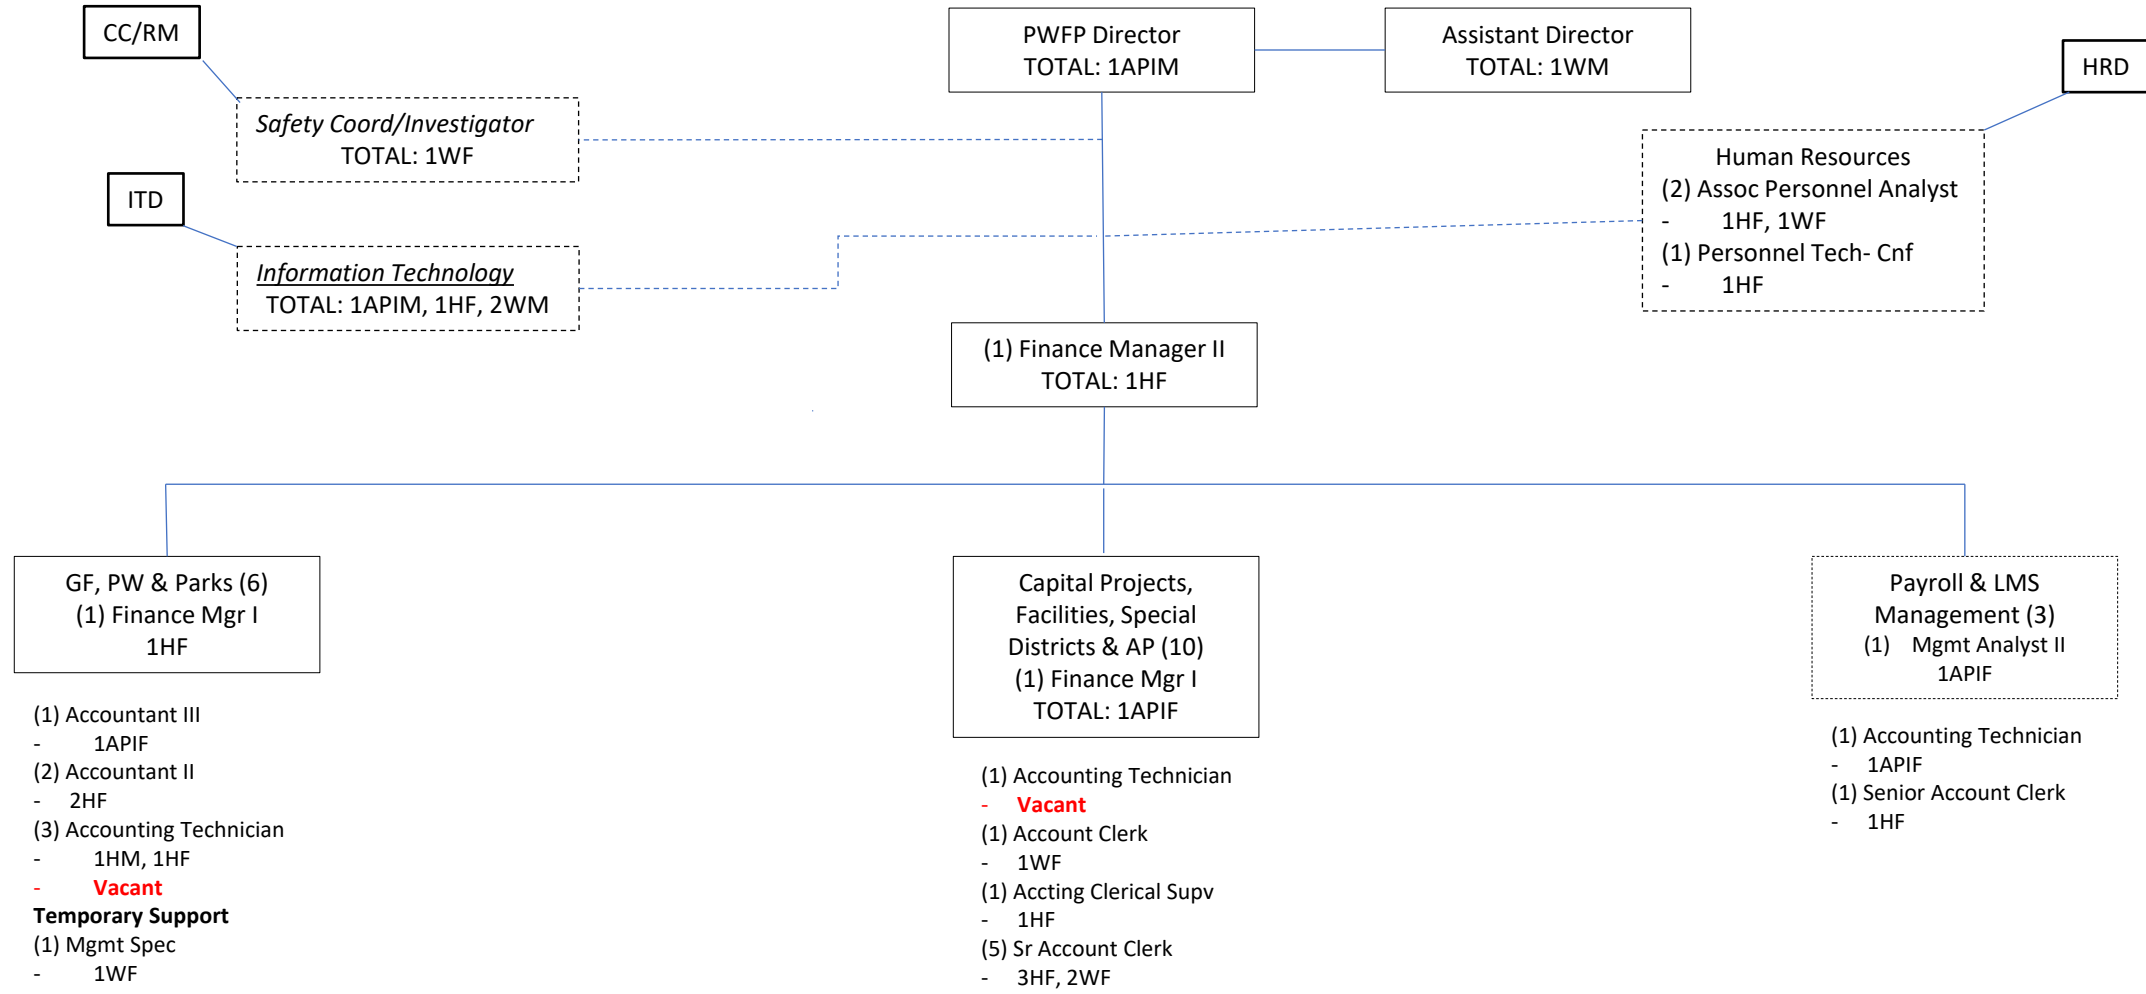 CC/RM
PWFP Director
TOTAL: 1APIM
Assistant Director
TOTAL: 1WM
HRD
Safety Coord/Investigator
TOTAL: 1WF
ITD
Information Technology
TOTAL: 1APIM, 1HF, 2WM
Human Resources
(2) Assoc Personnel Analyst
- 1HF, 1WF
(1) Personnel Tech- Cnf
- 1HF
(1) Finance Manager II
TOTAL: 1HF
GF, PW & Parks (6)
(1) Finance Mgr I
1HF
(1) Accountant III
- 1APIF
(2) Accountant II
- 2HF
(3) Accounting Technician
- 1HM, 1HF
- Vacant
Temporary Support
(1) Mgmt Spec
- 1WF
Capital Projects,
Facilities, Special
Districts & AP (10)
(1) Finance Mgr I
TOTAL: 1APIF
(1) Accounting Technician
- Vacant
(1) Account Clerk
- 1WF
(1) Accting Clerical Supv
- 1HF
(5) Sr Account Clerk
- 3HF, 2WF
Payroll & LMS
Management (3)
(1) Mgmt Analyst II
1APIF
(1) Accounting Technician
- 1APIF
(1) Senior Account Clerk
- 1HF